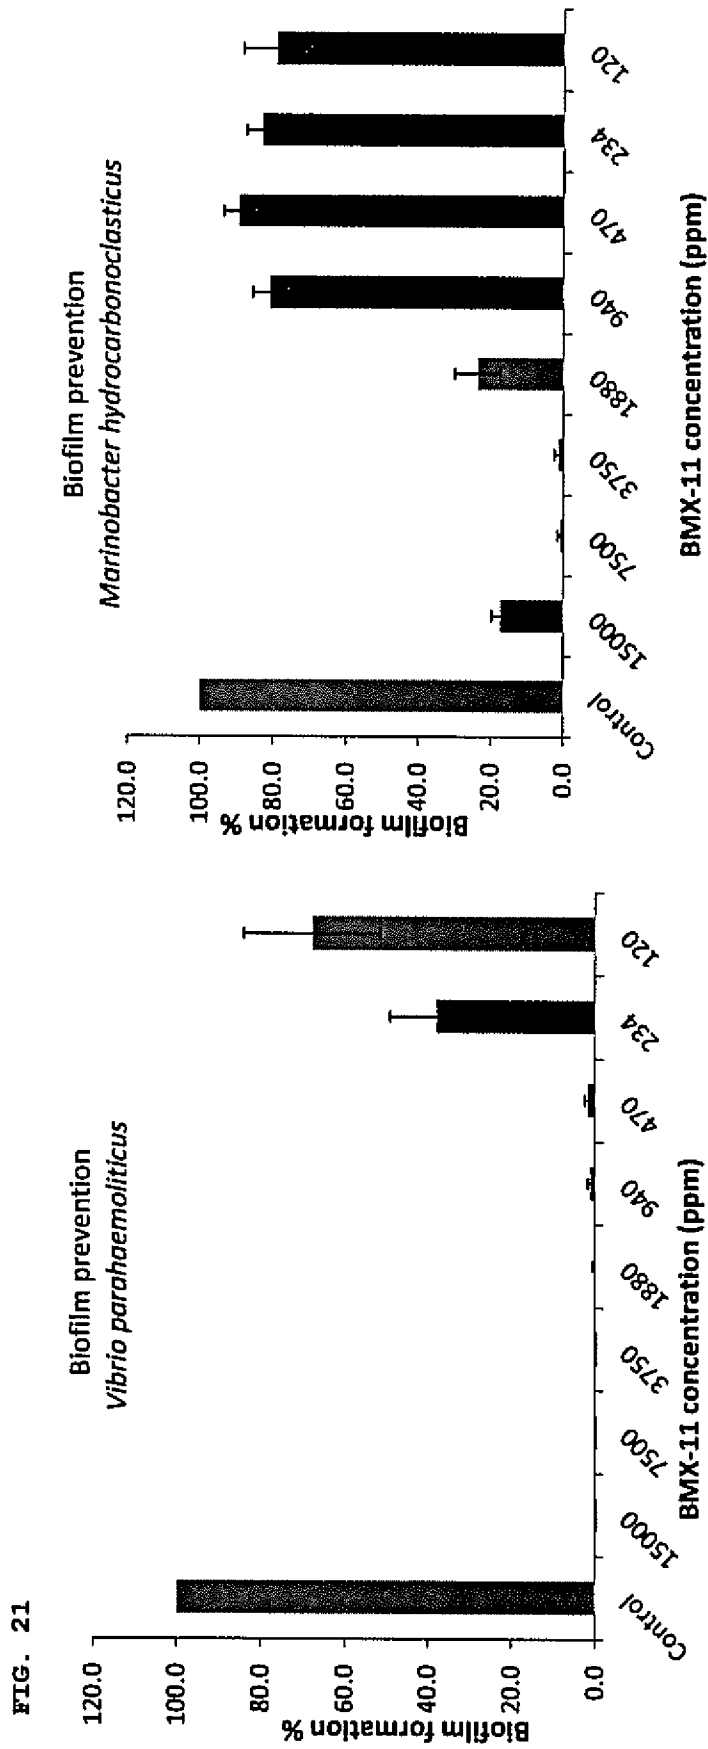 FIG. 21
Biofilm prevention
Vibrio parahaemoliticus
Biofilm formation %
120.0
100.0
80.0
60.0
40.0
20.0
0.0
Control
15000
7500
3750
1880
940
470
234
120
BMX-11 concentration (ppm)
Biofilm prevention
Marinobacter hydrocarbonoclasticus
Biofilm formation %
120.0
100.0
80.0
60.0
40.0
20.0
0.0
Control
15000
7500
3750
1880
940
470
234
120
BMX-11 concentration (ppm)